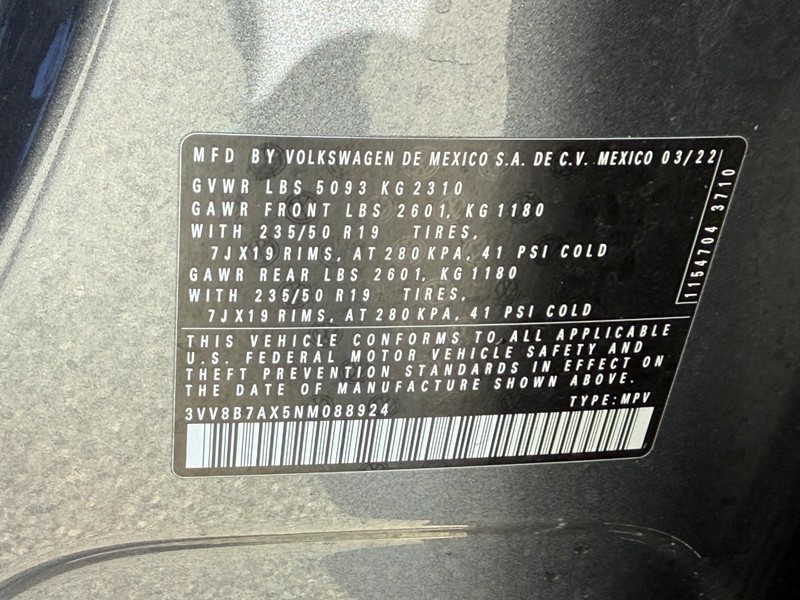 MFD BY VOLKSWAGEN DE MEXICO S.A. DE C.V. MEXICO 03/22
GVWR LBS 5093 KG 2310
GAWR FRONT LBS 2601, KG 1180
WITH 235/50 R19 TIRES,
7JX19 RIMS, AT 280 KPA, 41 PSI COLD
GAWR REAR LBS 2601, KG 1180
WITH 235/50 R19 TIRES,
7JX19 RIMS, AT 280 KPA, 41 PSI COLD
1154704 3710
THIS VEHICLE CONFORMS TO ALL APPLICABLE
U.S. FEDERAL MOTOR VEHICLE SAFETY AND
THEFT PREVENTION STANDARDS IN EFFECT ON
THE DATE OF MANUFACTURE SHOWN ABOVE.
3VV8B7AX5NM088924 TYPE: MPV